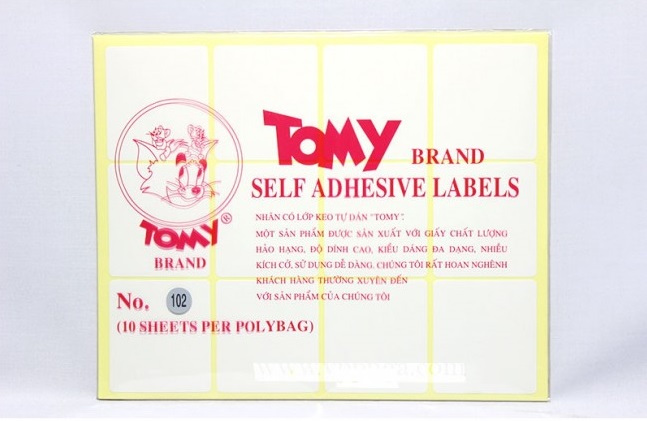 TOMY BRAND
SELF ADHESIVE LABELS
NHÃN CÓ LỚP KEO TỰ DÁN "TOMY".
MỘT SẢN PHẨM ĐƯỢC SẢN XUẤT VỚI GIẤY CHẤT LƯỢNG
HẢO HẠNG, ĐỘ DÍNH CAO, KIỂU DÁNG ĐA DẠNG, NHIỀU
KÍCH CỠ, SỬ DỤNG DỄ DÀNG. CHÚNG TÔI RẤT HOAN NGHÊNH
KHÁCH HÀNG THƯỜNG XUYÊN ĐẾN
VỚI SẢN PHẨM CỦA CHÚNG TÔI
TOMY®
BRAND
No. 102
(10 SHEETS PER POLYBAG)